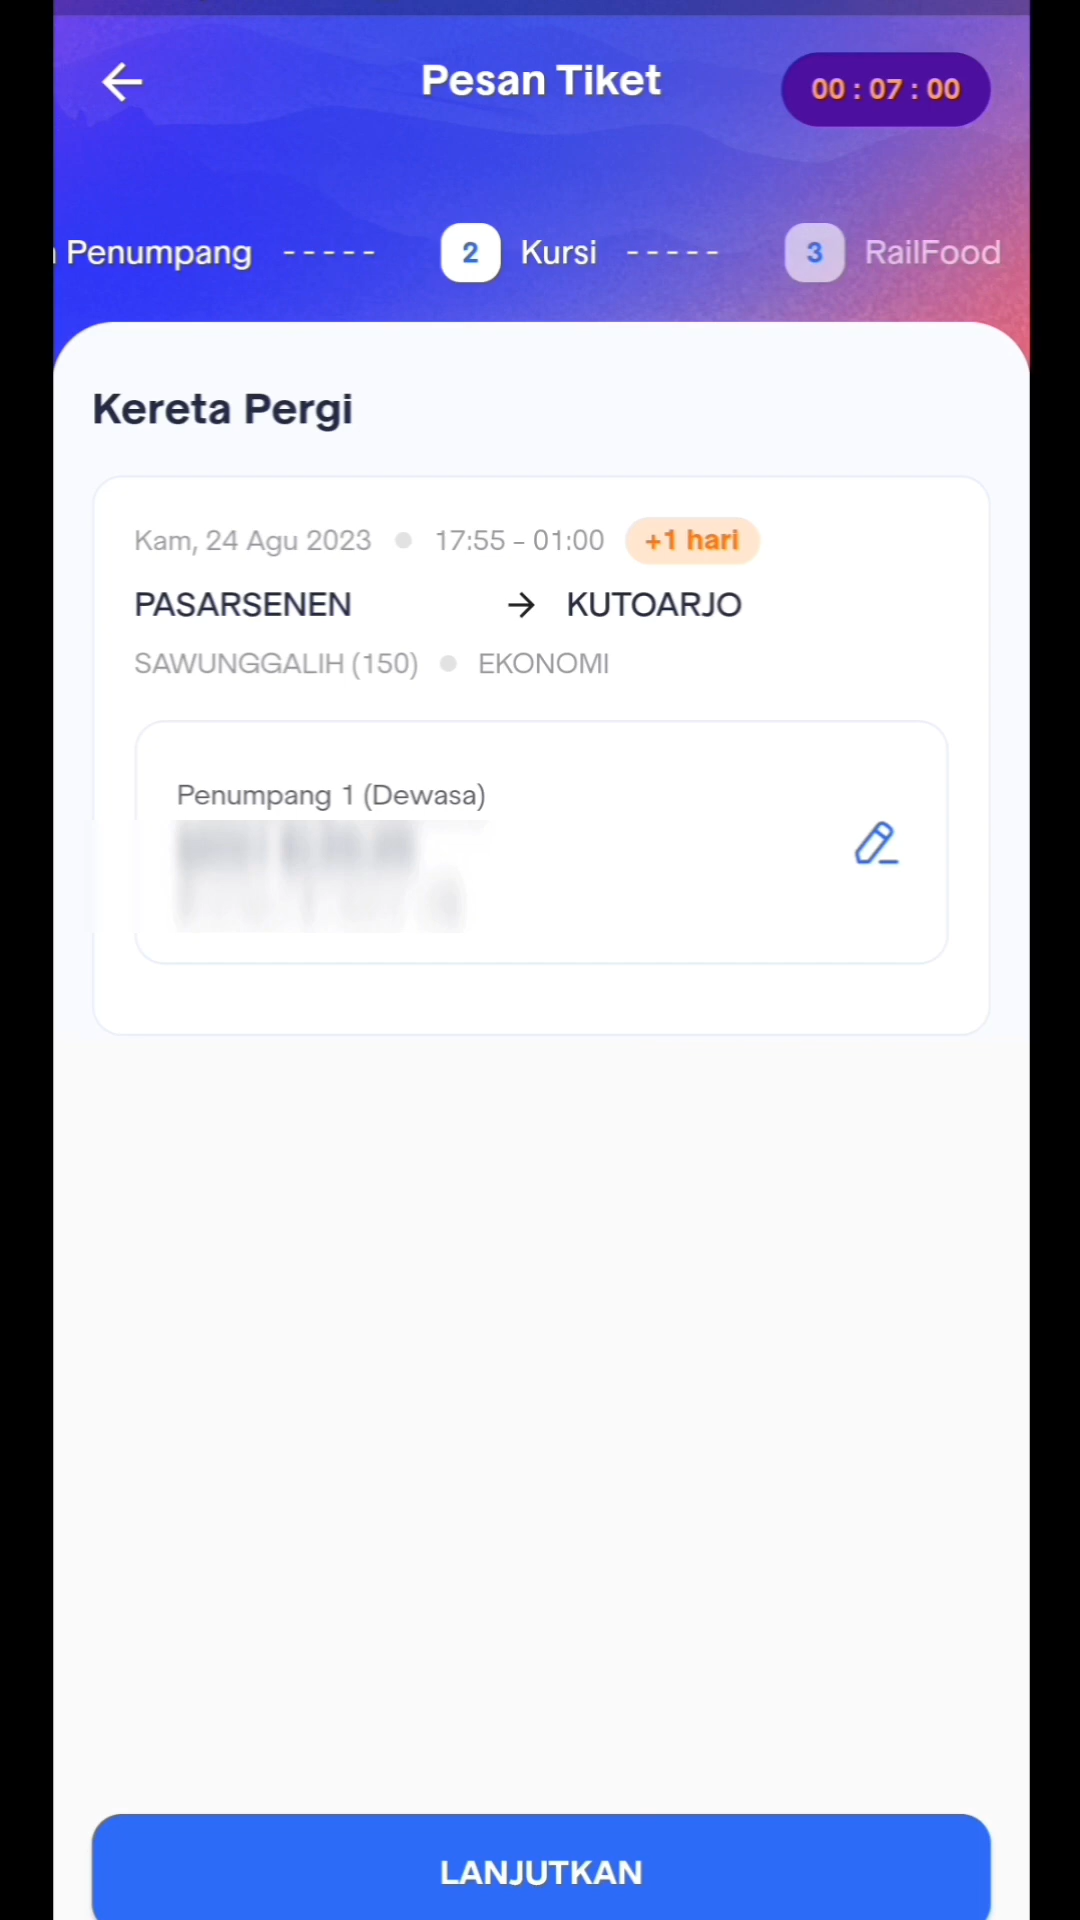 Pesan Tiket
00 : 07 : 00
Penumpang ----- 2 Kursi ----- 3 RailFood
Kereta Pergi
Kam, 24 Agu 2023 • 17:55 - 01:00 +1 hari
PASARSENEN → KUTOARJO
SAWUNGGALIH (150) • EKONOMI
Penumpang 1 (Dewasa)
LANJUTKAN